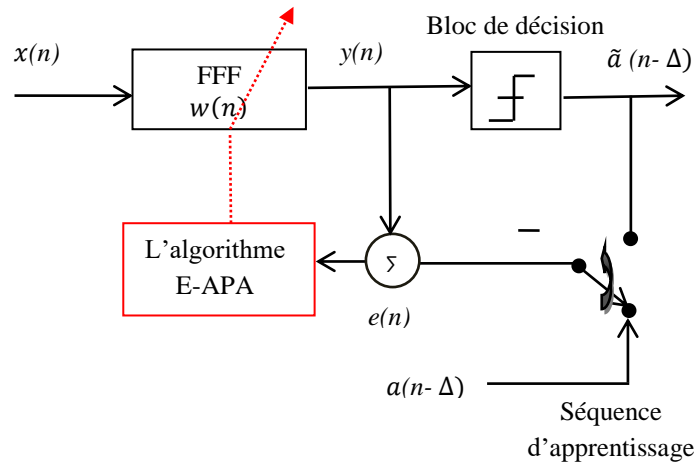 Bloc de décision
x(n)
FFF
w(n)
y(n)
ã (n- Δ)
L'algorithme
E-APA
Σ
−
e(n)
a(n- Δ)
Séquence
d'apprentissage